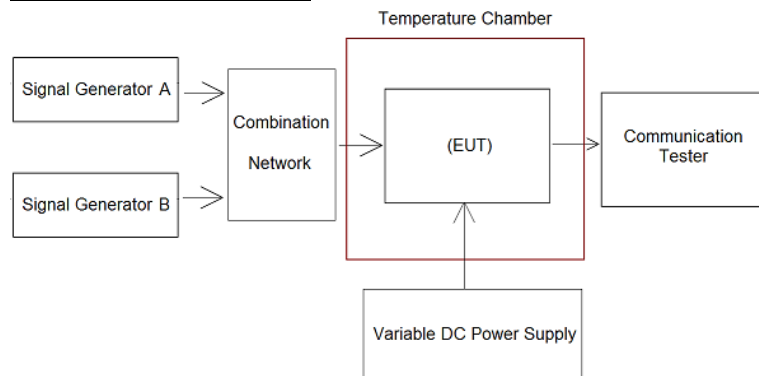 Temperature Chamber
Signal Generator A
Combination
Network
(EUT)
Communication
Tester
Signal Generator B
Variable DC Power Supply